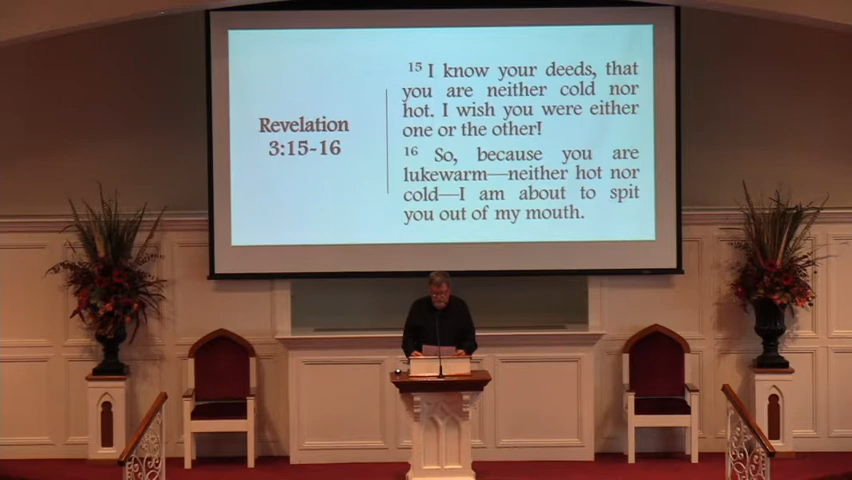 Revelation
3:15-16
15 I know your deeds, that
you are neither cold nor
hot. I wish you were either
one or the other!
16 So, because you are
lukewarm—neither hot nor
cold—I am about to spit
you out of my mouth.